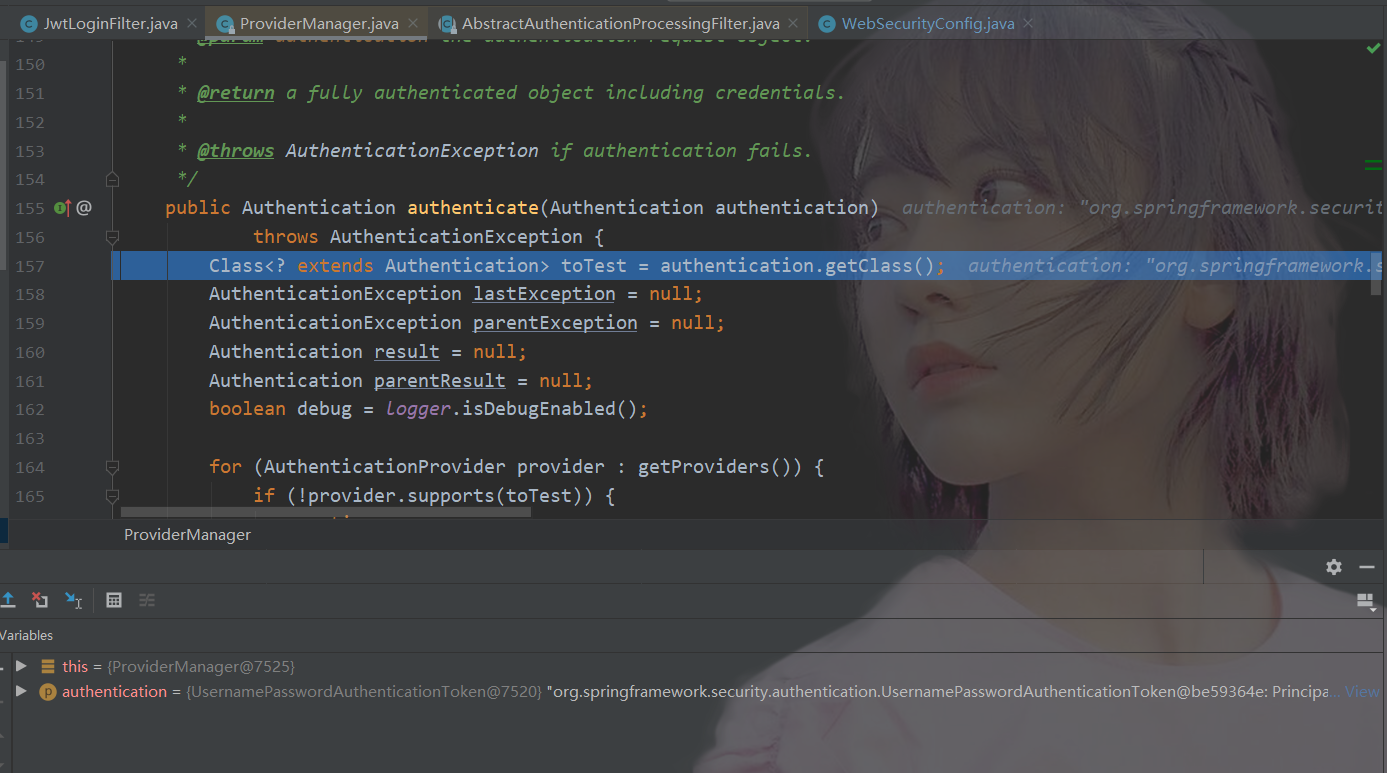 JwtLoginFilter.java
ProviderManager.java
AbstractAuthenticationProcessingFilter.java
WebSecurityConfig.java
150 *
151 * @return a fully authenticated object including credentials.
152 *
153 * @throws AuthenticationException if authentication fails.
154 */
155 @ public Authentication authenticate(Authentication authentication) authentication: "org.springframework.securit
156 throws AuthenticationException {
157 Class<? extends Authentication> toTest = authentication.getClass(); authentication: "org.springframework.s
158 AuthenticationException lastException = null;
159 AuthenticationException parentException = null;
160 Authentication result = null;
161 Authentication parentResult = null;
162 boolean debug = logger.isDebugEnabled();
163
164 for (AuthenticationProvider provider : getProviders()) {
165 if (!provider.supports(toTest)) {
ProviderManager
Variables
this = {ProviderManager@7525}
authentication = {UsernamePasswordAuthenticationToken@7520} "org.springframework.security.authentication.UsernamePasswordAuthenticationToken@be59364e: Principa... View